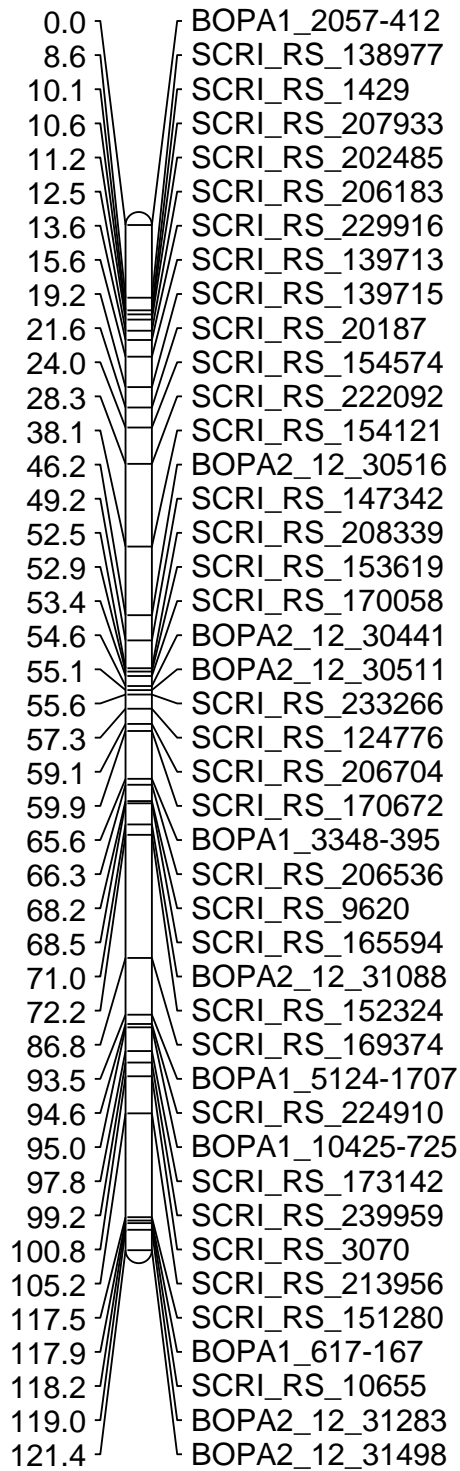 0.0 BOPA1_2057-412
8.6 SCRI_RS_138977
10.1 SCRI_RS_1429
10.6 SCRI_RS_207933
11.2 SCRI_RS_202485
12.5 SCRI_RS_206183
13.6 SCRI_RS_229916
15.6 SCRI_RS_139713
19.2 SCRI_RS_139715
21.6 SCRI_RS_20187
24.0 SCRI_RS_154574
28.3 SCRI_RS_222092
38.1 SCRI_RS_154121
46.2 BOPA2_12_30516
49.2 SCRI_RS_147342
52.5 SCRI_RS_208339
52.9 SCRI_RS_153619
53.4 SCRI_RS_170058
54.6 BOPA2_12_30441
55.1 BOPA2_12_30511
55.6 SCRI_RS_233266
57.3 SCRI_RS_124776
59.1 SCRI_RS_206704
59.9 SCRI_RS_170672
65.6 BOPA1_3348-395
66.3 SCRI_RS_206536
68.2 SCRI_RS_9620
68.5 SCRI_RS_165594
71.0 BOPA2_12_31088
72.2 SCRI_RS_152324
86.8 SCRI_RS_169374
93.5 BOPA1_5124-1707
94.6 SCRI_RS_224910
95.0 BOPA1_10425-725
97.8 SCRI_RS_173142
99.2 SCRI_RS_239959
100.8 SCRI_RS_3070
105.2 SCRI_RS_213956
117.5 SCRI_RS_151280
117.9 BOPA1_617-167
118.2 SCRI_RS_10655
119.0 BOPA2_12_31283
121.4 BOPA2_12_31498